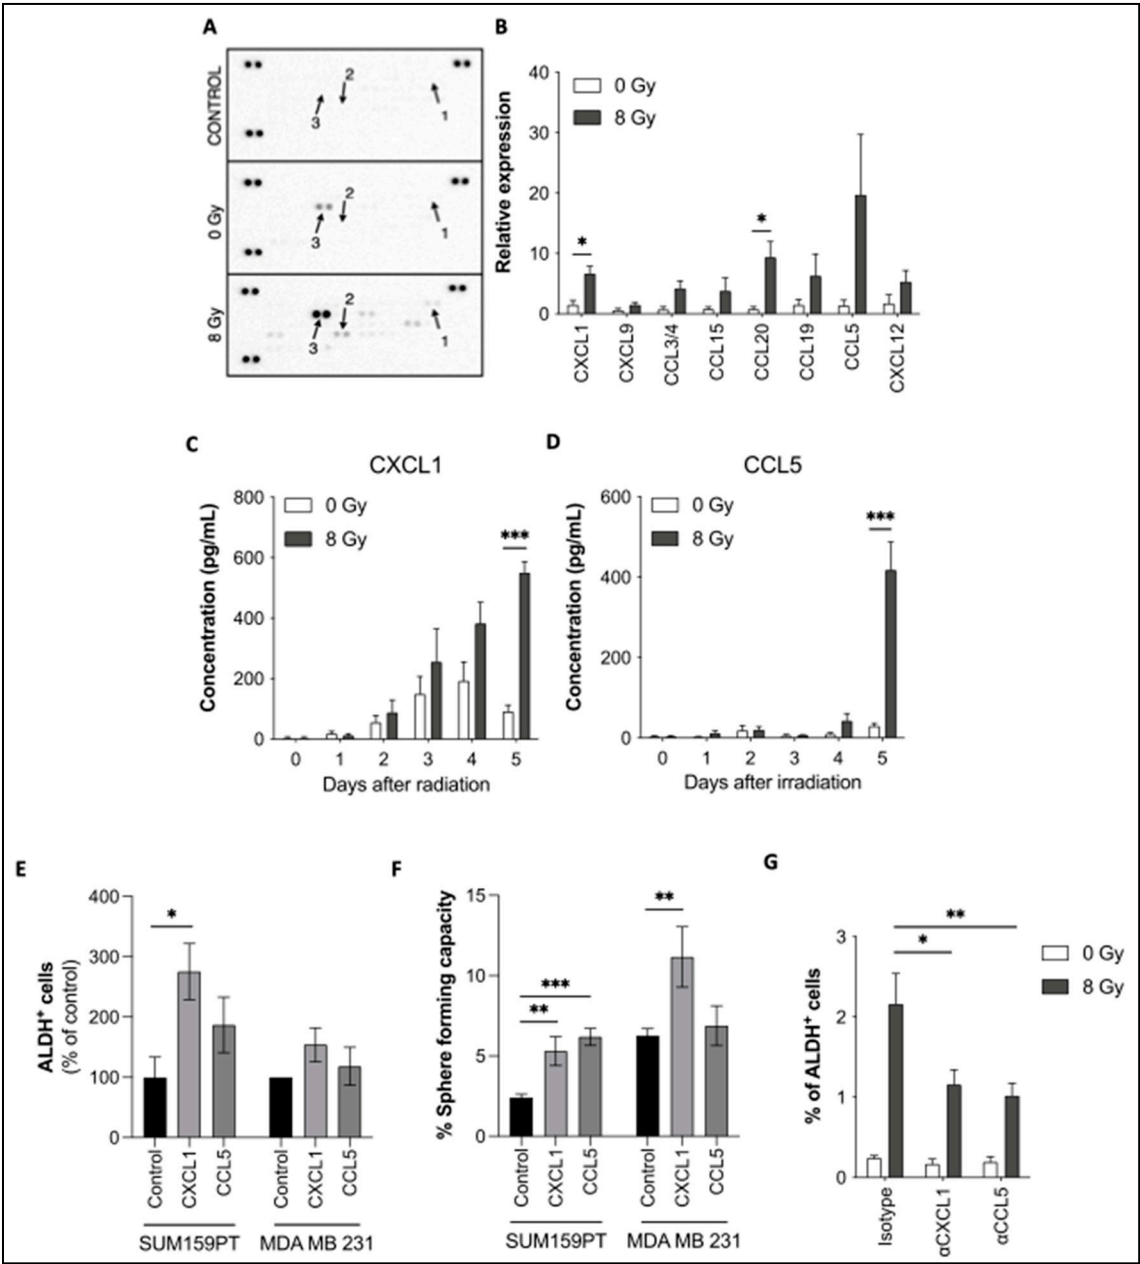 A
CONTROL
2
3
1
0 Gy
2
3
1
8 Gy
2
3
1
B
Relative expression
40
30
20
10
0
0 Gy
8 Gy
*
*
CXCL1
CXCL9
CCL3/4
CCL15
CCL20
CCL19
CCL5
CXCL12
C
CXCL1
Concentration (pg/mL)
800
600
400
200
0
0 Gy
8 Gy
***
0 1 2 3 4 5
Days after radiation
D
CCL5
Concentration (pg/mL)
600
400
200
0
0 Gy
8 Gy
***
0 1 2 3 4 5
Days after irradiation
E
ALDH+ cells
(% of control)
400
300
200
100
0
*
Control
CXCL1
CCL5
Control
CXCL1
CCL5
SUM159PT MDA MB 231
F
% Sphere forming capacity
15
10
5
0
***
**
**
Control
CXCL1
CCL5
Control
CXCL1
CCL5
SUM159PT MDA MB 231
G
% of ALDH+ cells
3
2
1
0
**
*
0 Gy
8 Gy
Isotype
αCXCL1
αCCL5